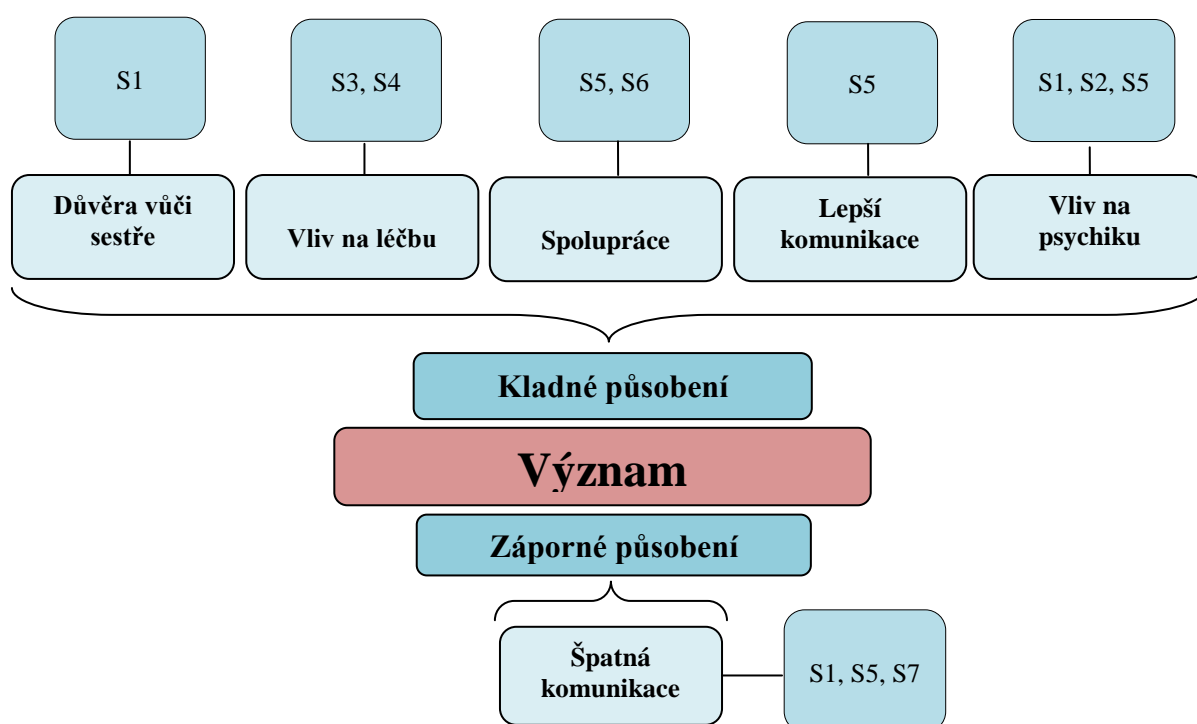 S1
S3, S4
S5, S6
S5
S1, S2, S5
Důvěra vůči
sestře
Vliv na léčbu
Spolupráce
Lepší
komunikace
Vliv na
psychiku
Kladné působení
Význam
Záporné působení
Špatná
komunikace
S1, S5, S7